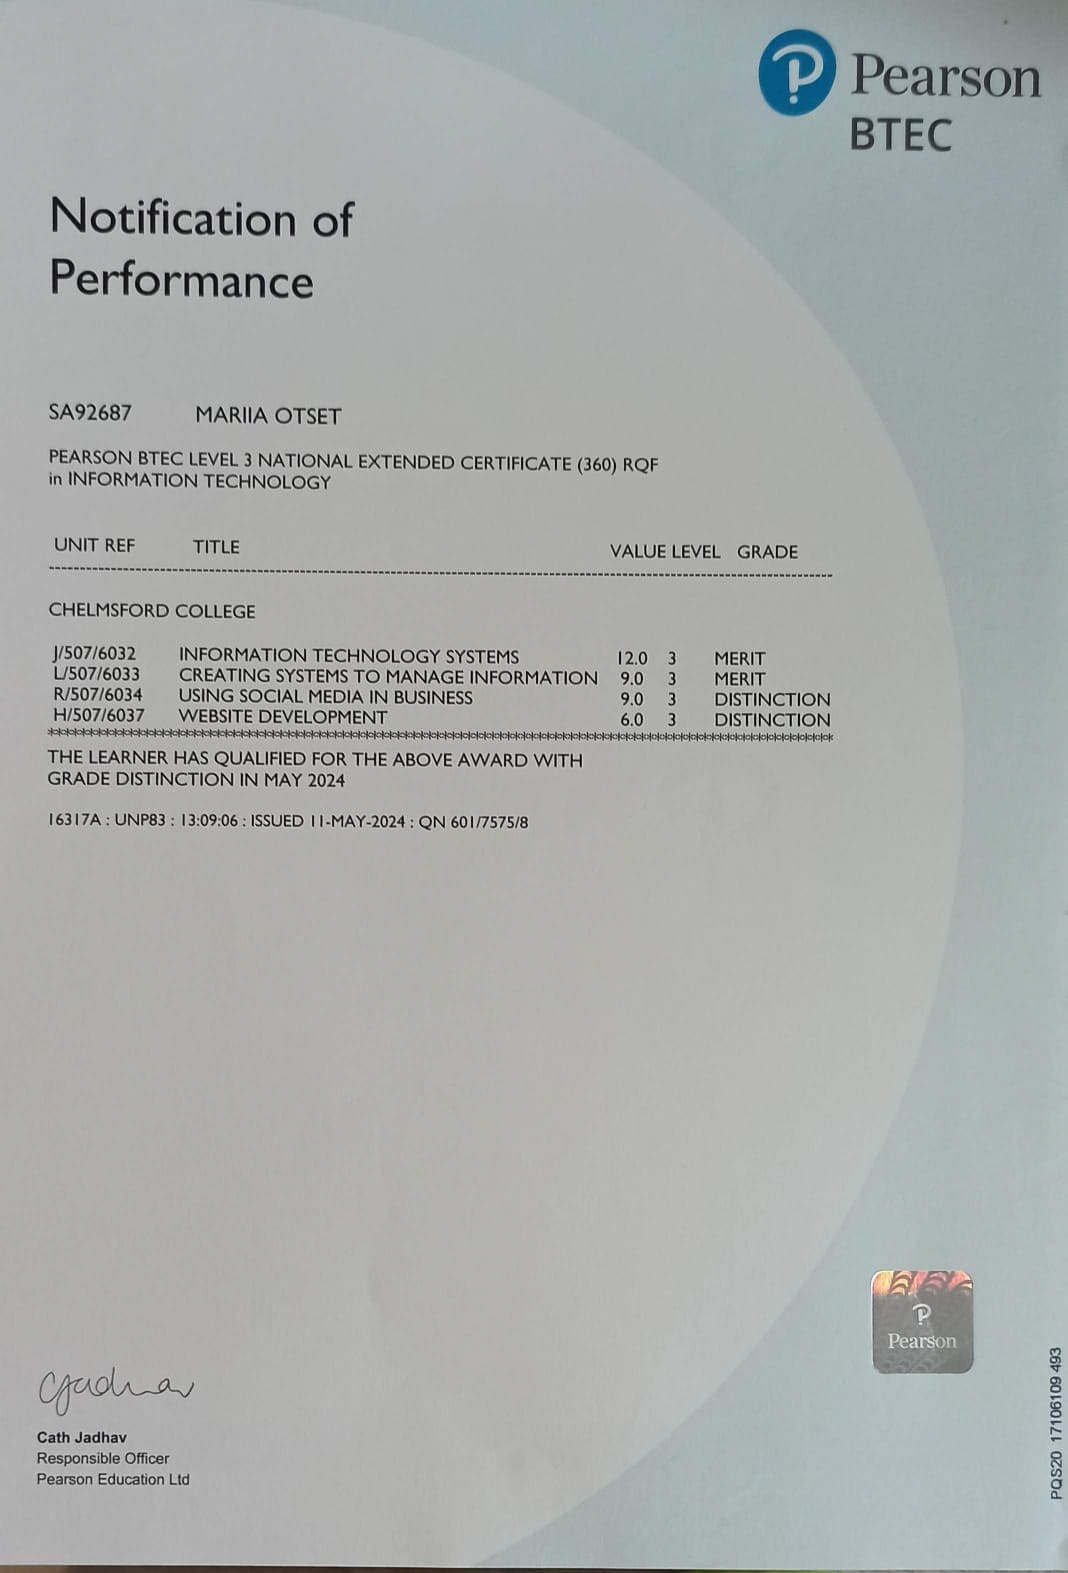 Pearson
BTEC
Notification of
Performance
SA92687 MARIIA OTSET
PEARSON BTEC LEVEL 3 NATIONAL EXTENDED CERTIFICATE (360) RQF
in INFORMATION TECHNOLOGY
UNIT REF TITLE VALUE LEVEL GRADE
CHELMSFORD COLLEGE
J/507/6032 INFORMATION TECHNOLOGY SYSTEMS 12.0 3 MERIT
L/507/6033 CREATING SYSTEMS TO MANAGE INFORMATION 9.0 3 MERIT
R/507/6034 USING SOCIAL MEDIA IN BUSINESS 9.0 3 DISTINCTION
H/507/6037 WEBSITE DEVELOPMENT 6.0 3 DISTINCTION
THE LEARNER HAS QUALIFIED FOR THE ABOVE AWARD WITH
GRADE DISTINCTION IN MAY 2024
16317A : UNP83 : 13:09:06 : ISSUED 11-MAY-2024 : QN 601/7575/8
Pearson
CJadhav
Cath Jadhav
Responsible Officer
Pearson Education Ltd
PQS20 17106109 493